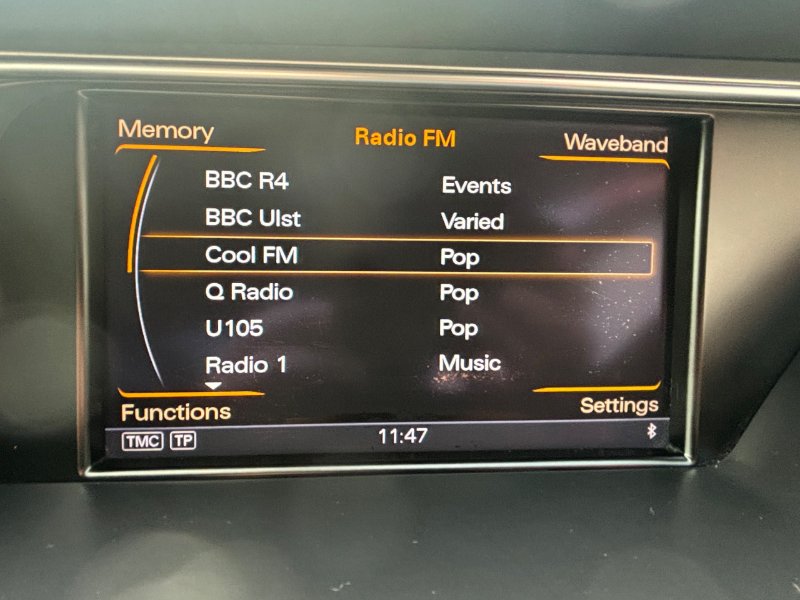 Memory Radio FM Waveband
BBC R4 Events
BBC Ulst Varied
Cool FM Pop
Q Radio Pop
U105 Pop
Radio 1 Music
Functions Settings
TMC TP 11:47